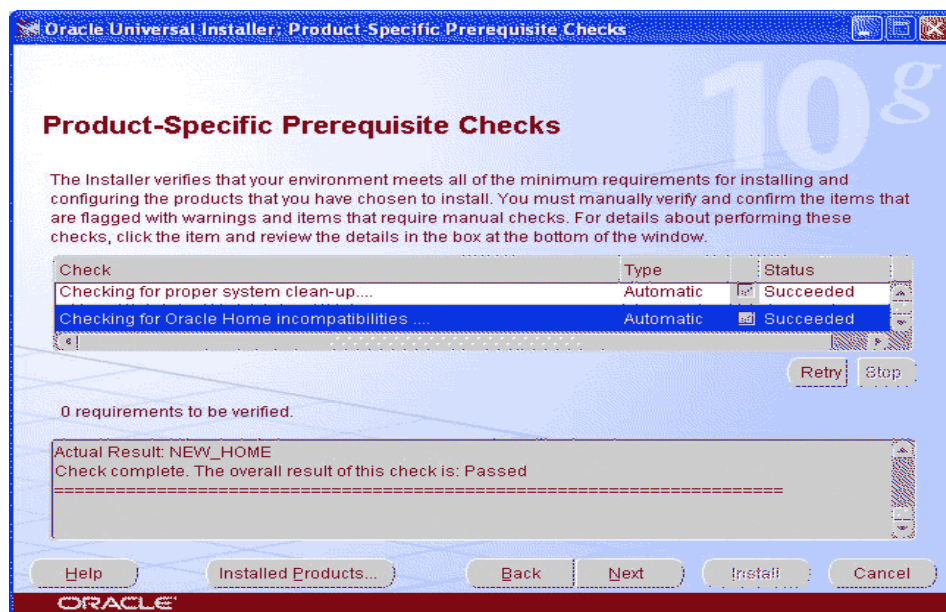 Oracle Universal Installer: Product-Specific Prerequisite Checks
10g
Product-Specific Prerequisite Checks
The Installer verifies that your environment meets all of the minimum requirements for installing and
configuring the products that you have chosen to install. You must manually verify and confirm the items that
are flagged with warnings and items that require manual checks. For details about performing these
checks, click the item and review the details in the box at the bottom of the window.
Check Type Status
Checking for proper system clean-up.... Automatic Succeeded
Checking for Oracle Home incompatibilities .... Automatic Succeeded
Retry Stop
0 requirements to be verified.
Actual Result: NEW_HOME
Check complete. The overall result of this check is: Passed
========================================================================
Help Installed Products... Back Next Install Cancel
ORACLE